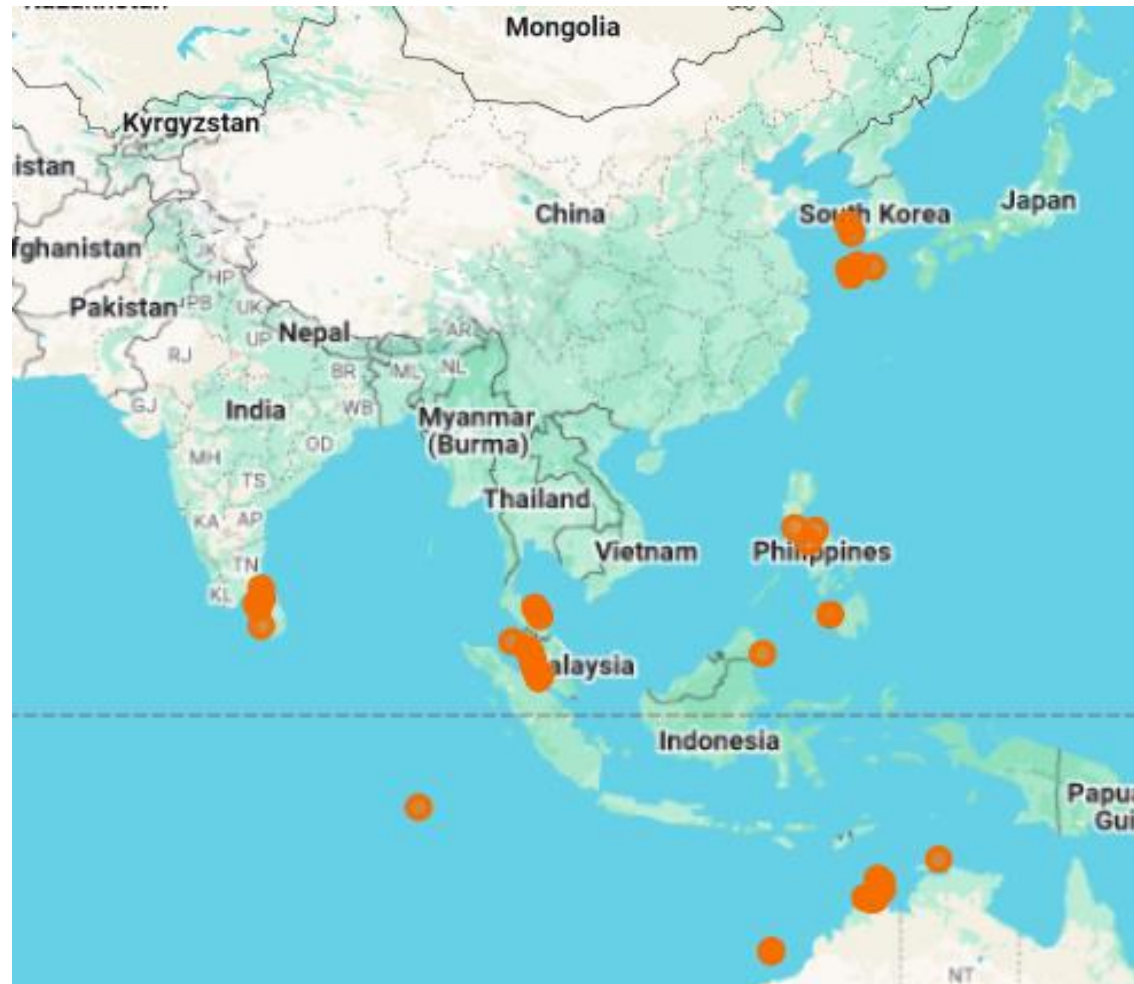 Mongolia
Kyrgyzstan
istan
China
South Korea
Japan
fghanistan
JK
HP
Pakistan
PB
UK
Nepal
UP
AR
RJ
BR
ML
NL
GJ
India
WB
Myanmar
(Burma)
OD
MH
TS
Thailand
KA
AP
Vietnam
Philippines
TN
KL
alaysia
Indonesia
Papua
Gui
NT